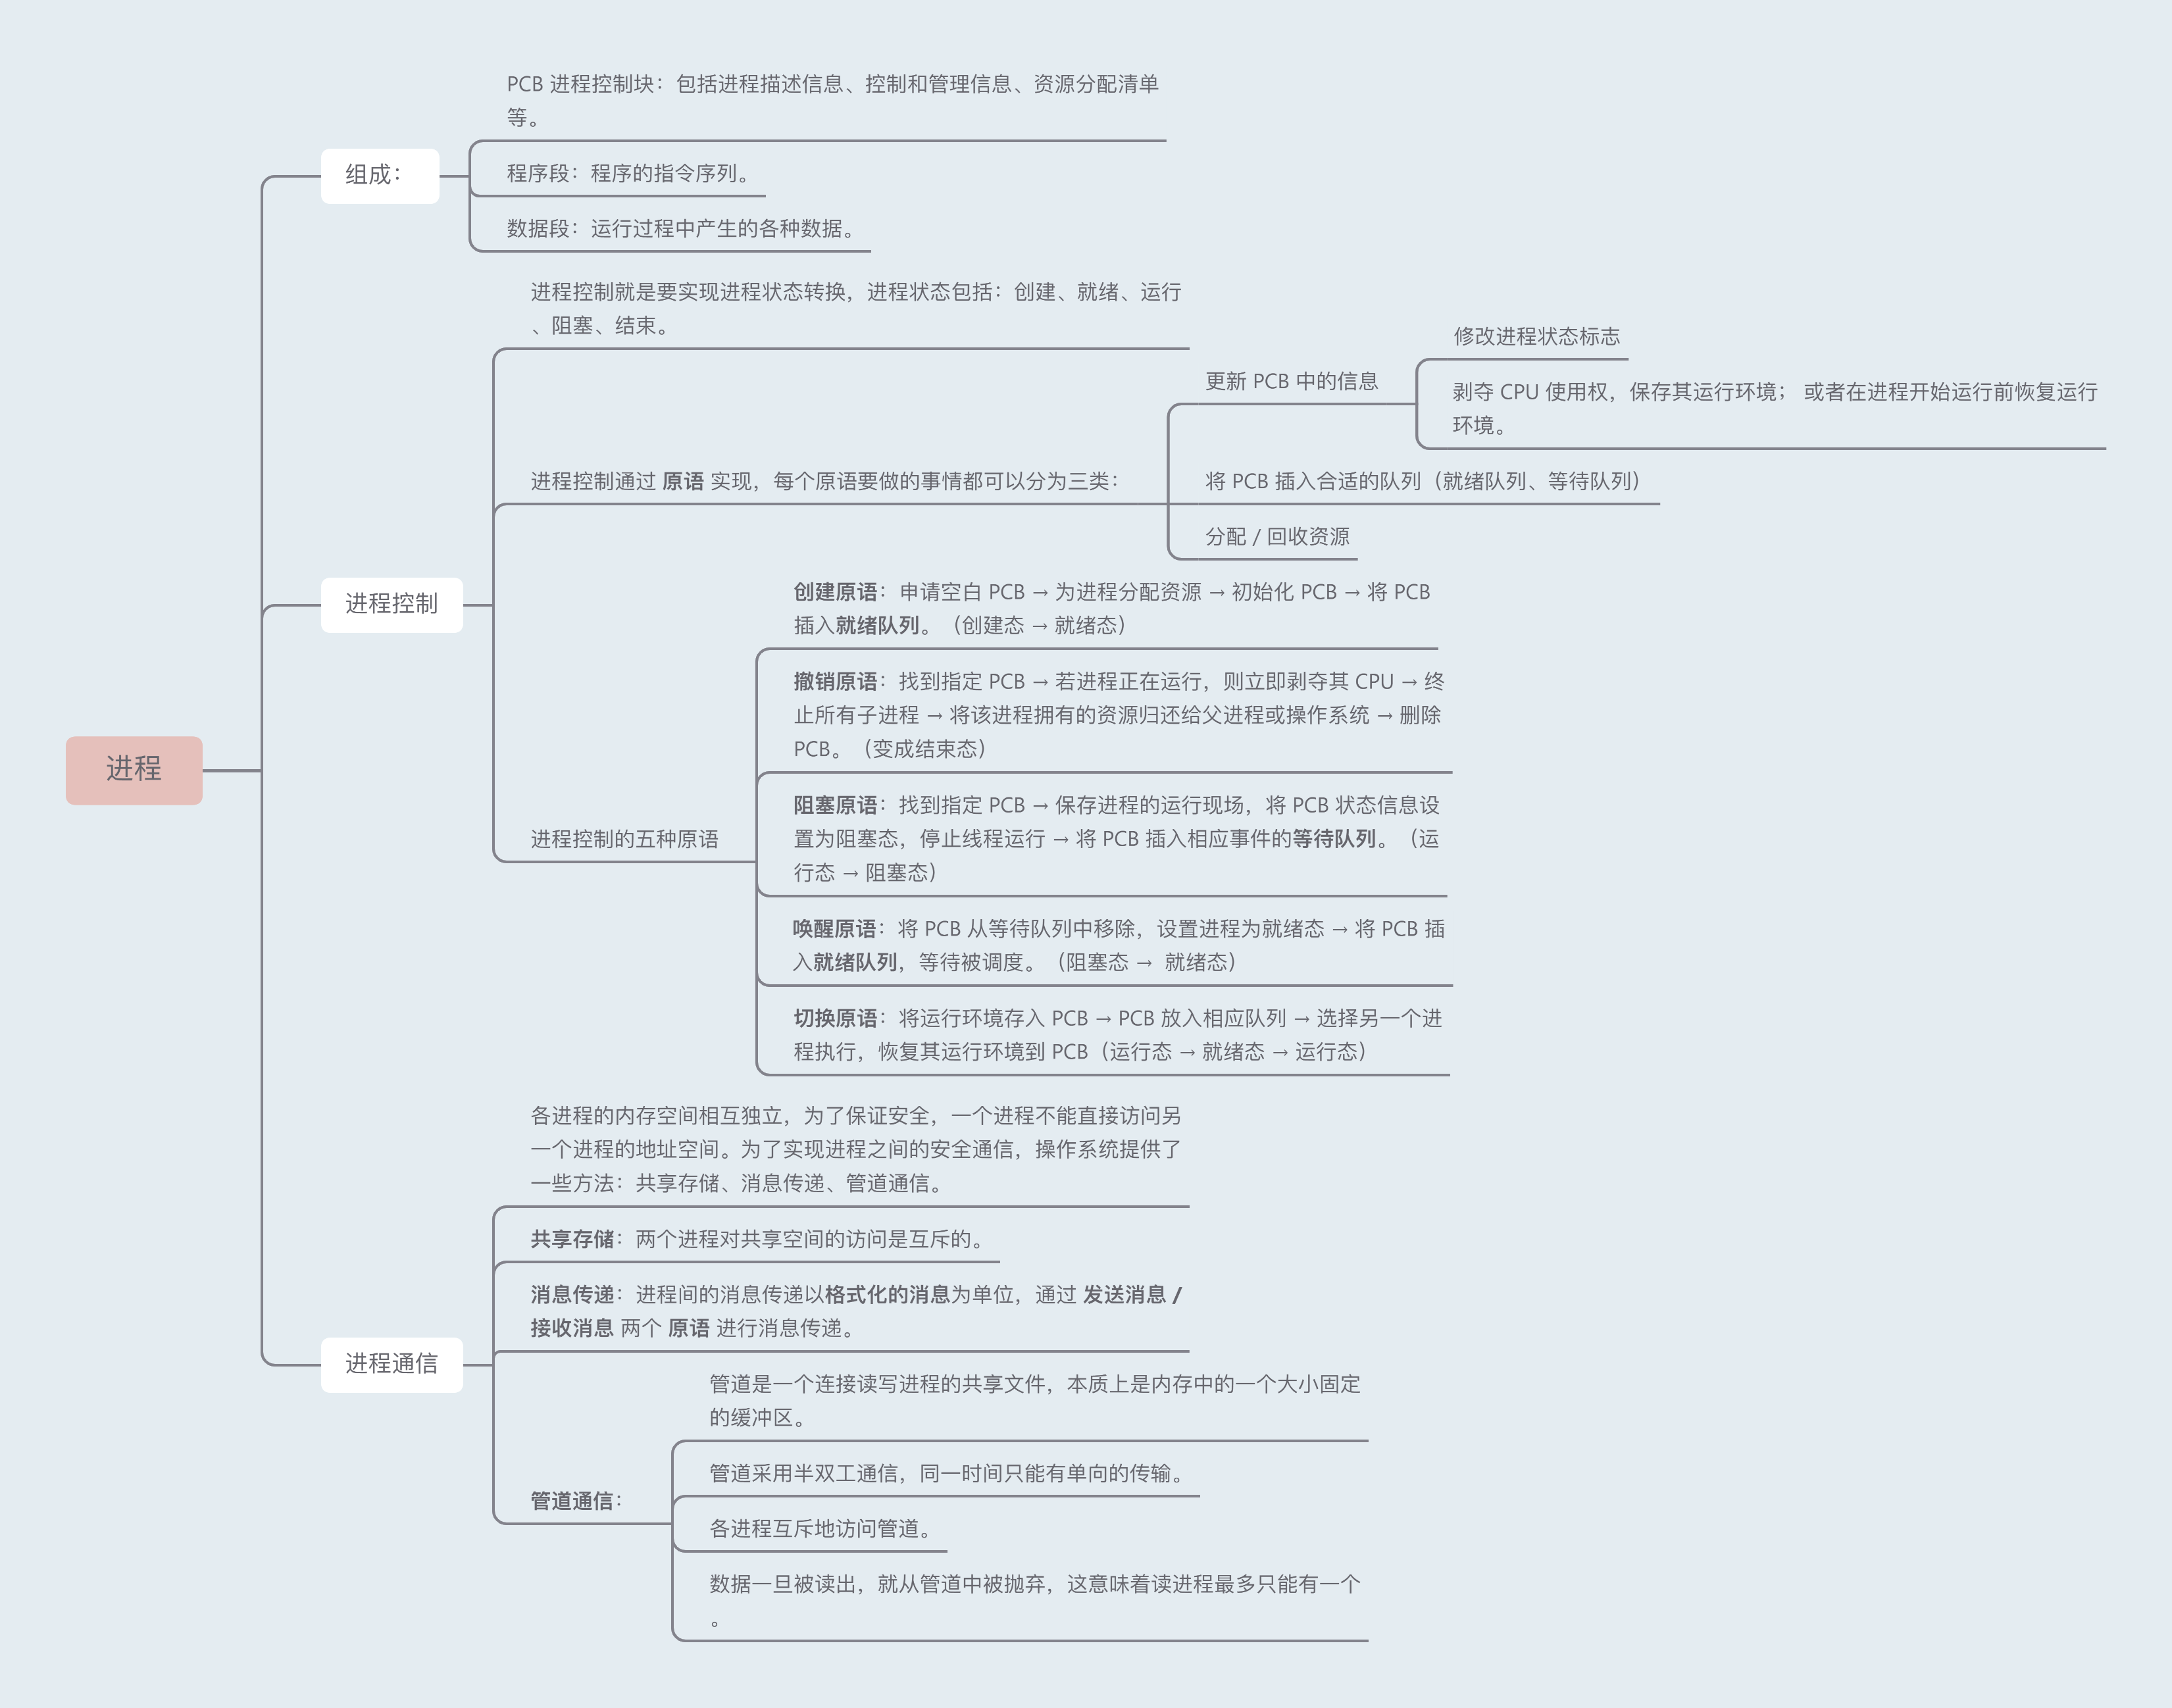 进程
组成：
PCB 进程控制块：包括进程描述信息、控制和管理信息、资源分配清单
等。
程序段：程序的指令序列。
数据段：运行过程中产生的各种数据。
进程控制
进程控制就是要实现进程状态转换，进程状态包括：创建、就绪、运行
、阻塞、结束。
进程控制通过 原语 实现，每个原语要做的事情都可以分为三类：
更新 PCB 中的信息
修改进程状态标志
剥夺 CPU 使用权，保存其运行环境； 或者在进程开始运行前恢复运行
环境。
将 PCB 插入合适的队列（就绪队列、等待队列）
分配 / 回收资源
进程控制的五种原语
创建原语：申请空白 PCB → 为进程分配资源 → 初始化 PCB → 将 PCB
插入就绪队列。（创建态 → 就绪态）
撤销原语：找到指定 PCB → 若进程正在运行，则立即剥夺其 CPU → 终
止所有子进程 → 将该进程拥有的资源归还给父进程或操作系统 → 删除
PCB。（变成结束态）
阻塞原语：找到指定 PCB → 保存进程的运行现场，将 PCB 状态信息设
置为阻塞态，停止线程运行 → 将 PCB 插入相应事件的等待队列。（运
行态 → 阻塞态）
唤醒原语：将 PCB 从等待队列中移除，设置进程为就绪态 → 将 PCB 插
入就绪队列，等待被调度。（阻塞态 → 就绪态）
切换原语：将运行环境存入 PCB → PCB 放入相应队列 → 选择另一个进
程执行，恢复其运行环境到 PCB（运行态 → 就绪态 → 运行态）
进程通信
各进程的内存空间相互独立，为了保证安全，一个进程不能直接访问另
一个进程的地址空间。为了实现进程之间的安全通信，操作系统提供了
一些方法：共享存储、消息传递、管道通信。
共享存储：两个进程对共享空间的访问是互斥的。
消息传递：进程间的消息传递以格式化的消息为单位，通过 发送消息 /
接收消息 两个 原语 进行消息传递。
管道通信：
管道是一个连接读写进程的共享文件，本质上是内存中的一个大小固定
的缓冲区。
管道采用半双工通信，同一时间只能有单向的传输。
各进程互斥地访问管道。
数据一旦被读出，就从管道中被抛弃，这意味着读进程最多只能有一个
。